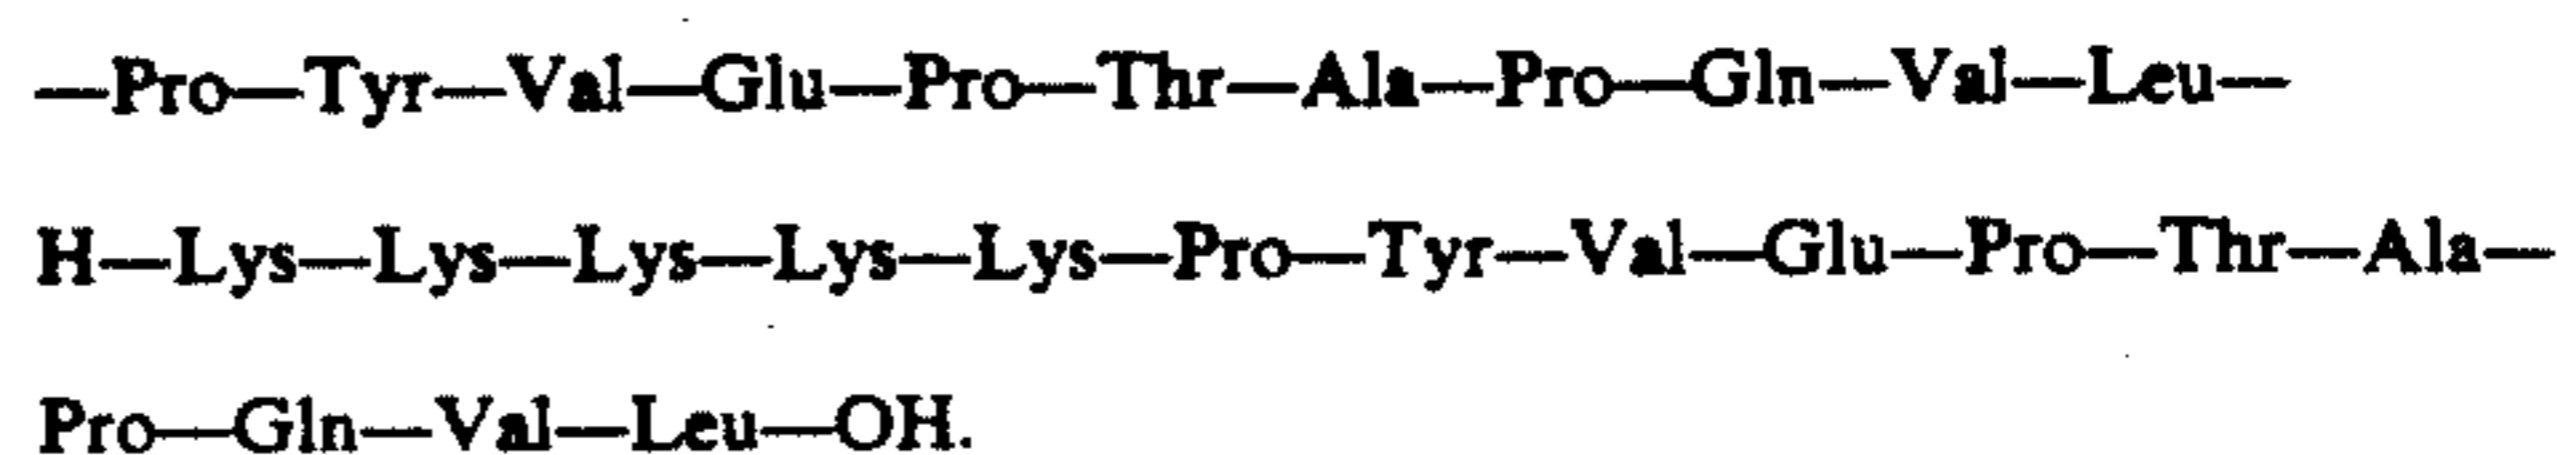 —Pro—Tyr—Val—Glu—Pro—Thr—Ala—Pro—Gln—Val—Leu—
H—Lys—Lys—Lys—Lys—Lys—Pro—Tyr—Val—Glu—Pro—Thr—Ala—
Pro—Gln—Val—Leu—OH.